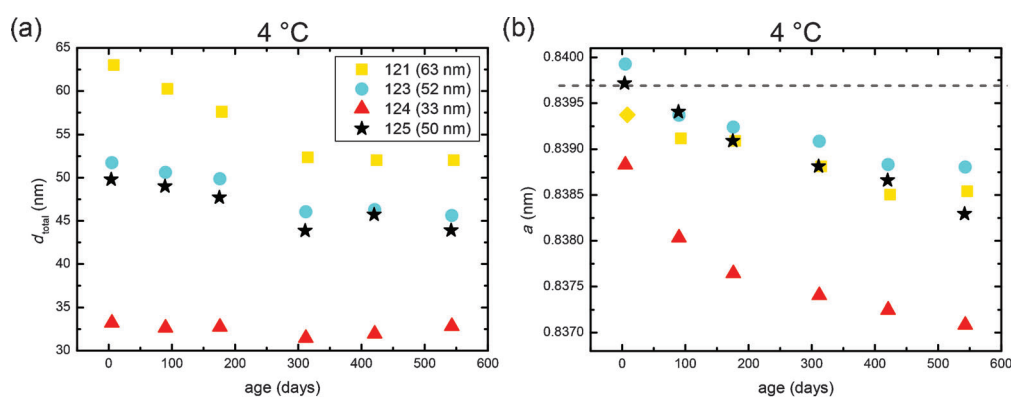 (a)
4 °C
65
60
55
50
45
40
35
30
d total (nm)
0 100 200 300 400 500 600
age (days)
121 (63 nm)
123 (52 nm)
124 (33 nm)
125 (50 nm)
(b)
4 °C
0.8400
0.8395
0.8390
0.8385
0.8380
0.8375
0.8370
a (nm)
0 100 200 300 400 500 600
age (days)